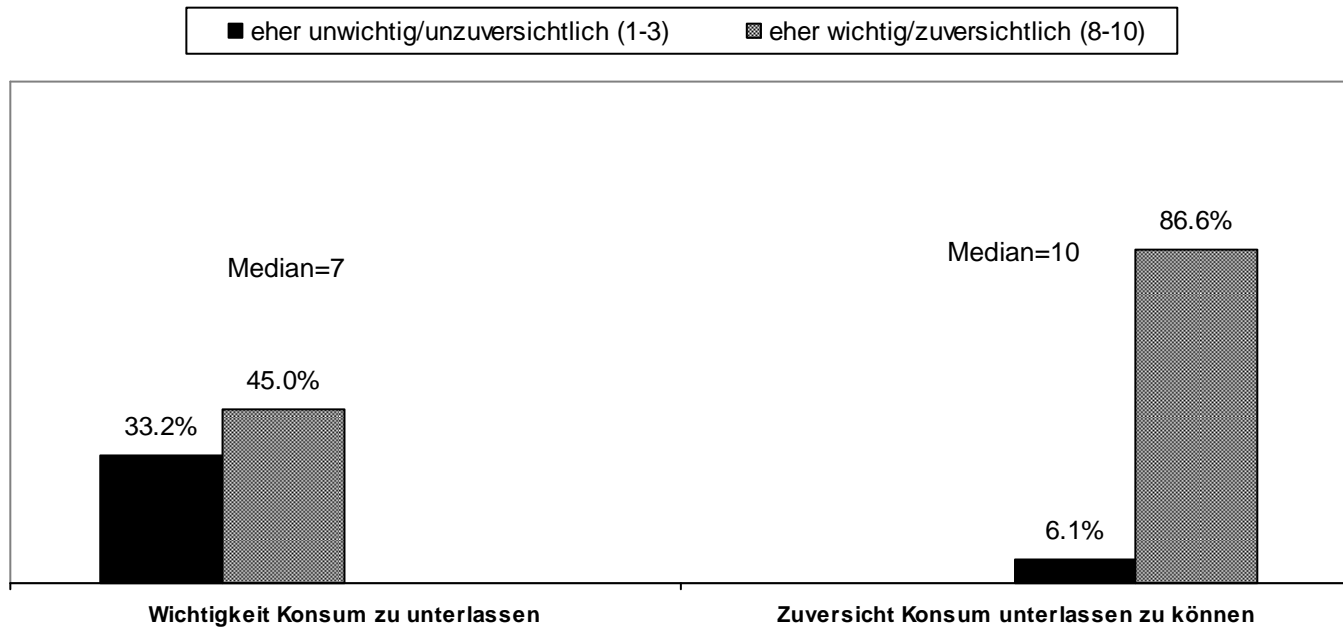 eher unwichtig/unzuversichtlich (1-3) eher wichtig/zuversichtlich (8-10)
86.6%
Median=10
Median=7
45.0%
33.2%
6.1%
Wichtigkeit Konsum zu unterlassen Zuversicht Konsum unterlassen zu können